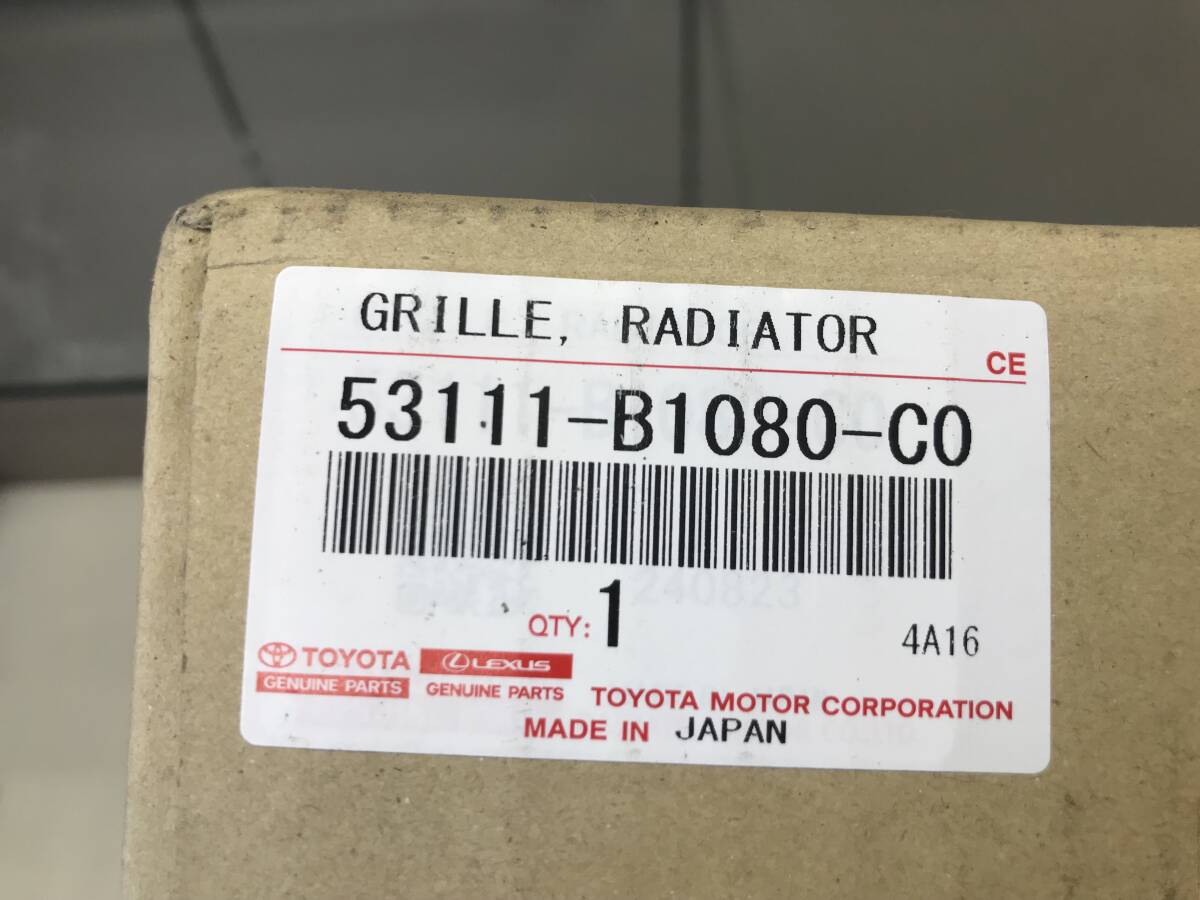 GRILLE, RADIATOR
CE
53111-B1080-C0
240823
QTY: 1
4A16
TOYOTA LEXUS
GENUINE PARTS GENUINE PARTS TOYOTA MOTOR CORPORATION
MADE IN JAPAN